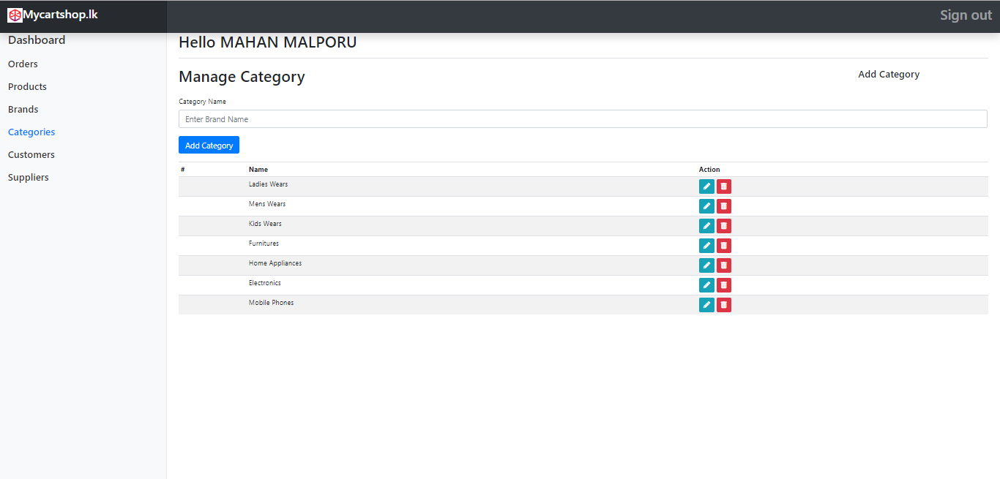 Mycartshop.lk
Sign out
Dashboard
Orders
Products
Brands
Categories
Customers
Suppliers
Hello MAHAN MALPORU
Manage Category
Add Category
Category Name
Enter Brand Name
Add Category
# Name Action
Ladies Wears
Mens Wears
Kids Wears
Furnitures
Home Appliances
Electronics
Mobile Phones